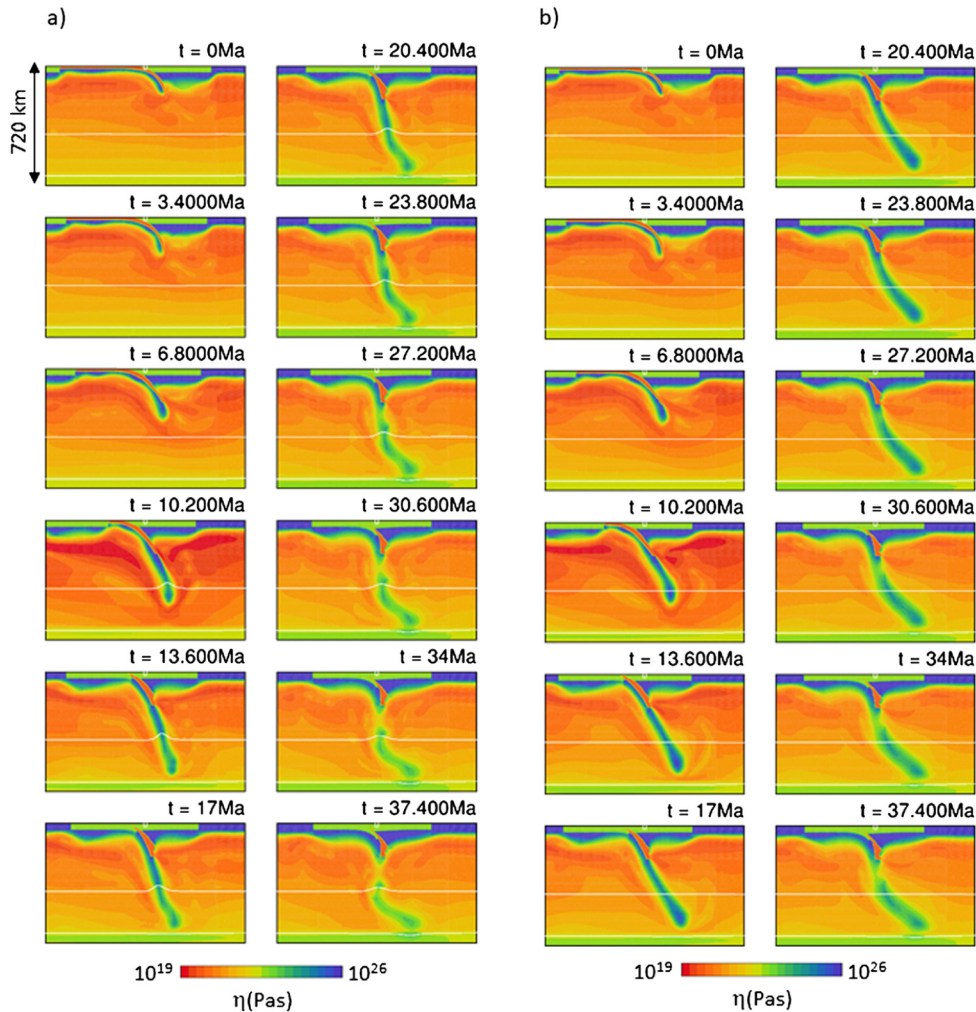 a)
t = 0Ma
t = 20.400Ma
720 km
t = 3.4000Ma
t = 23.800Ma
t = 6.8000Ma
t = 27.200Ma
t = 10.200Ma
t = 30.600Ma
t = 13.600Ma
t = 34Ma
t = 17Ma
t = 37.400Ma
10¹⁹ 10²⁶
η(Pas)
b)
t = 0Ma
t = 20.400Ma
t = 3.4000Ma
t = 23.800Ma
t = 6.8000Ma
t = 27.200Ma
t = 10.200Ma
t = 30.600Ma
t = 13.600Ma
t = 34Ma
t = 17Ma
t = 37.400Ma
10¹⁹ 10²⁶
η(Pas)